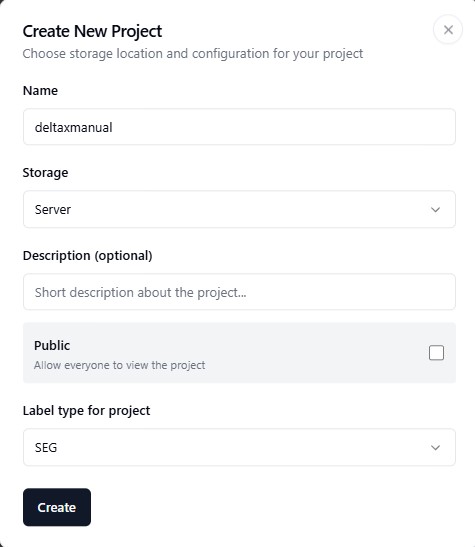 Create New Project
Choose storage location and configuration for your project
Name
deltaxmanual
Storage
Server
Description (optional)
Short description about the project...
Public
Allow everyone to view the project
Label type for project
SEG
Create